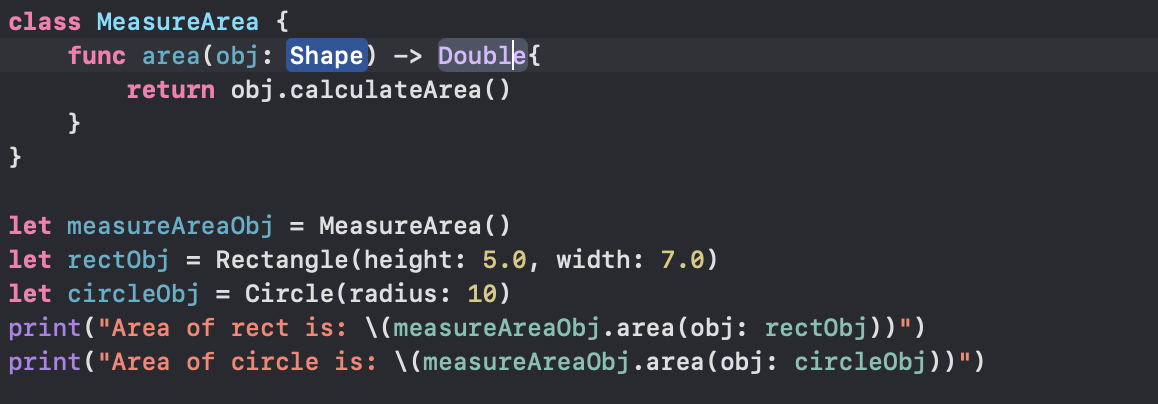 class MeasureArea {
    func area(obj: Shape) -> Double{
        return obj.calculateArea()
    }
}

let measureAreaObj = MeasureArea()
let rectObj = Rectangle(height: 5.0, width: 7.0)
let circleObj = Circle(radius: 10)
print("Area of rect is: \(measureAreaObj.area(obj: rectObj))")
print("Area of circle is: \(measureAreaObj.area(obj: circleObj))")